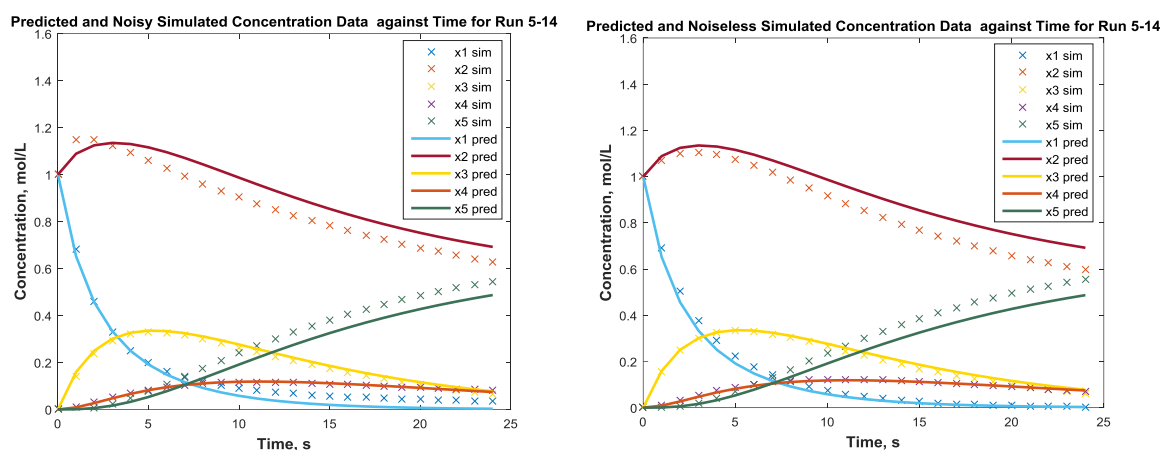 Predicted and Noisy Simulated Concentration Data  against Time for Run 5-14
1.6
1.4
1.2
1
0.8
0.6
0.4
0.2
0
Concentration, mol/L
x1 sim
x2 sim
x3 sim
x4 sim
x5 sim
x1 pred
x2 pred
x3 pred
x4 pred
x5 pred
0 5 10 15 20 25
Time, s
Predicted and Noiseless Simulated Concentration Data  against Time for Run 5-14
1.6
1.4
1.2
1
0.8
0.6
0.4
0.2
0
Concentration, mol/L
x1 sim
x2 sim
x3 sim
x4 sim
x5 sim
x1 pred
x2 pred
x3 pred
x4 pred
x5 pred
0 5 10 15 20 25
Time, s